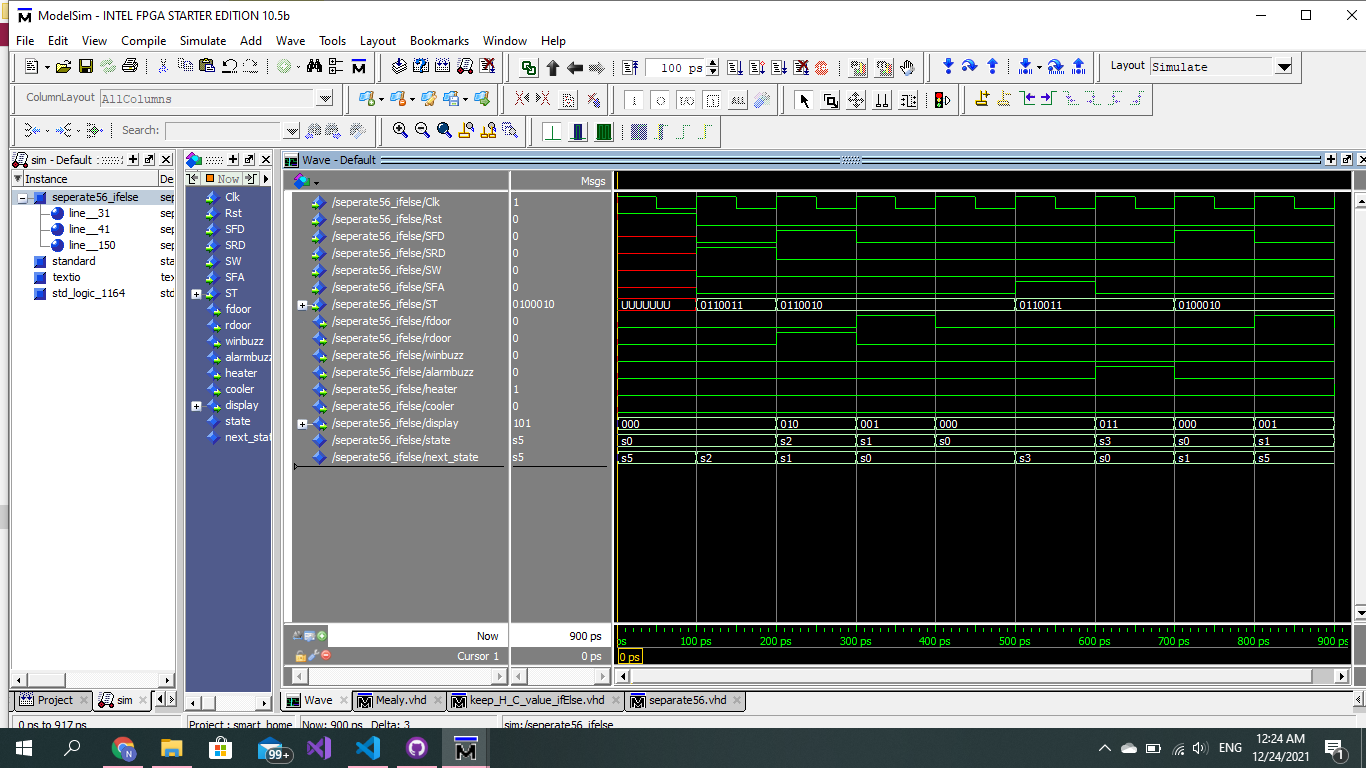 ModelSim - INTEL FPGA STARTER EDITION 10.5b
File Edit View Compile Simulate Add Wave Tools Layout Bookmarks Window Help
100 ps
Layout Simulate
ColumnLayout AllColumns
ALL
Search:
sim - Default
Now
Wave - Default
Instance De
Msgs
seperate56_ifelse sep
line__31 sep
line__41 sep
line__150 sep
standard sta
textio tex
std_logic_1164 std
Clk
Rst
SFD
SRD
SW
SFA
ST
fdoor
rdoor
winbuzz
alarmbuzz
heater
cooler
display
state
next_stat
/seperate56_ifelse/Clk 1
/seperate56_ifelse/Rst 0
/seperate56_ifelse/SFD 0
/seperate56_ifelse/SRD 0
/seperate56_ifelse/SW 0
/seperate56_ifelse/SFA 0
/seperate56_ifelse/ST 0100010 UUUUUUU 0110011 0110010 0110011 0100010
/seperate56_ifelse/fdoor 0
/seperate56_ifelse/rdoor 0
/seperate56_ifelse/winbuzz 0
/seperate56_ifelse/alarmbuzz 0
/seperate56_ifelse/heater 1
/seperate56_ifelse/cooler 0
/seperate56_ifelse/display 101 000 010 001 000 011 000 001
/seperate56_ifelse/state s5 s0 s2 s1 s0 s3 s0 s1
/seperate56_ifelse/next_state s5 s5 s2 s1 s0 s3 s0 s1 s5
Now 900 ps ps 100 ps 200 ps 300 ps 400 ps 500 ps 600 ps 700 ps 800 ps 900 ps
Cursor 1 0 ps 0 ps
Project sim Wave Mealy.vhd keep_H_C_value_ifElse.vhd separate56.vhd
0 ps to 917 ps Project : smart_home Now: 900 ps Delta: 3 sim:/seperate56_ifelse
N 99+ ENG 12:24 AM
12/24/2021 1